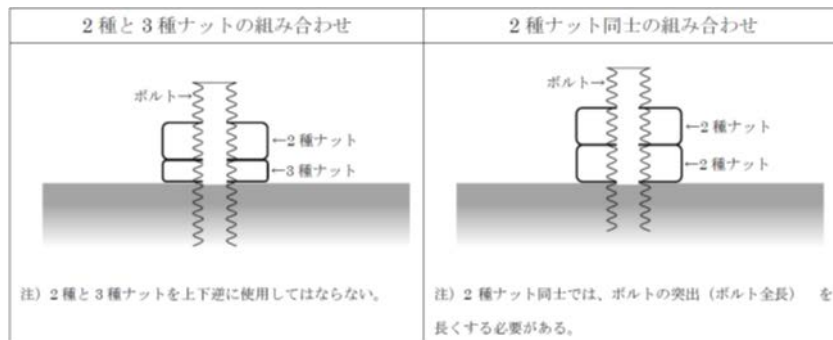 2種と3種ナットの組み合わせ
2種ナット同士の組み合わせ
ボルト→
←2種ナット
←3種ナット
注）2種と3種ナットを上下逆に使用してはならない。
ボルト→
←2種ナット
←2種ナット
注）2種ナット同士では、ボルトの突出（ボルト全長） を
長くする必要がある。